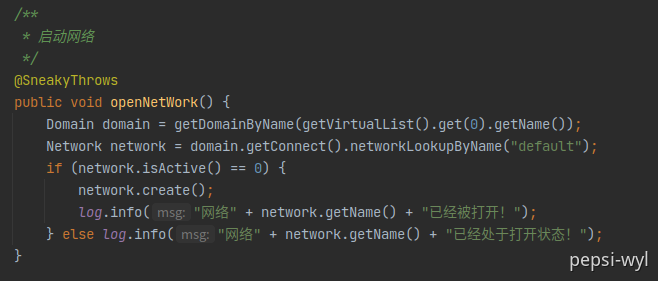 /**
 * 启动网络
 */
@SneakyThrows
public void openNetWork() {
    Domain domain = getDomainByName(getVirtualList().get(0).getName());
    Network network = domain.getConnect().networkLookupByName("default");
    if (network.isActive() == 0) {
        network.create();
        log.info( msg: "网络" + network.getName() + "已经被打开！");
    } else log.info( msg: "网络" + network.getName() + "已经处于打开状态！");
}
pepsi-wyl